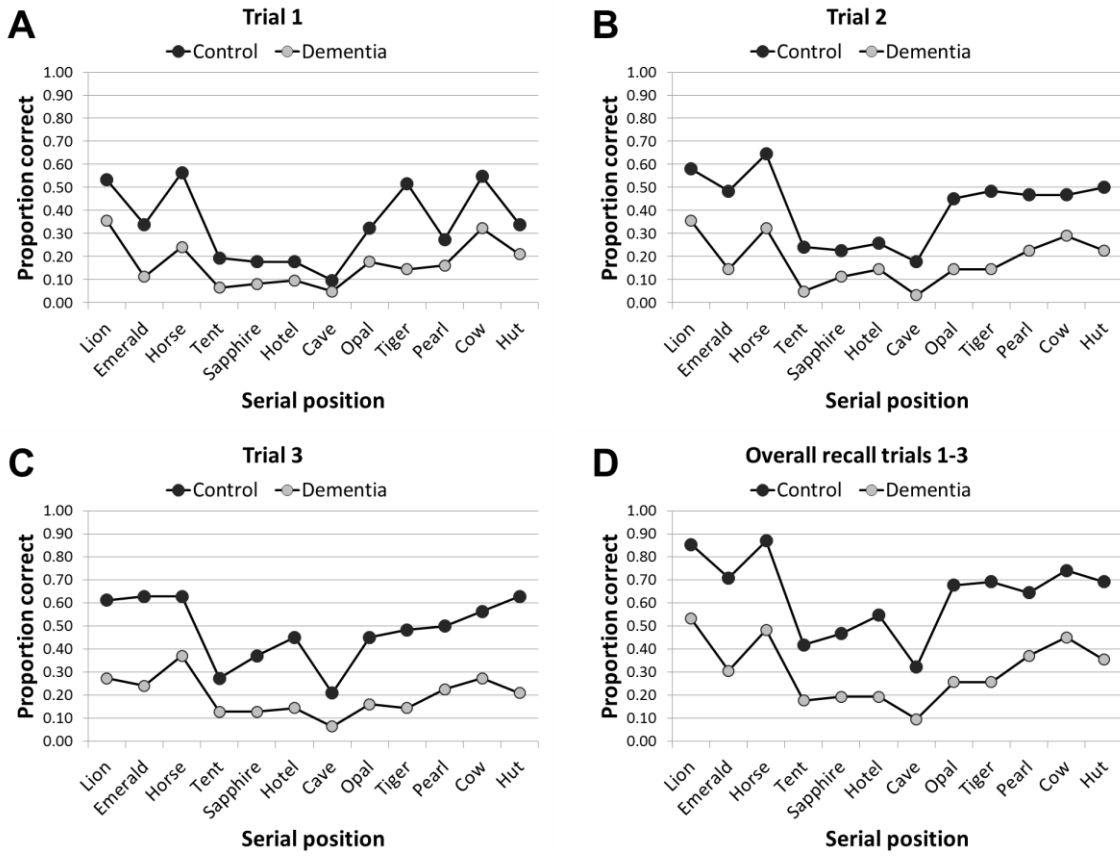 A
Trial 1
Control Dementia
Proportion correct
1.00
0.90
0.80
0.70
0.60
0.50
0.40
0.30
0.20
0.10
0.00
Lion Emerald Horse Tent Sapphire Hotel Cave Opal Tiger Pearl Cow Hut
Serial position
B
Trial 2
Control Dementia
Proportion correct
1.00
0.90
0.80
0.70
0.60
0.50
0.40
0.30
0.20
0.10
0.00
Lion Emerald Horse Tent Sapphire Hotel Cave Opal Tiger Pearl Cow Hut
Serial position
C
Trial 3
Control Dementia
Proportion correct
1.00
0.90
0.80
0.70
0.60
0.50
0.40
0.30
0.20
0.10
0.00
Lion Emerald Horse Tent Sapphire Hotel Cave Opal Tiger Pearl Cow Hut
Serial position
D
Overall recall trials 1-3
Control Dementia
Proportion correct
1.00
0.90
0.80
0.70
0.60
0.50
0.40
0.30
0.20
0.10
0.00
Lion Emerald Horse Tent Sapphire Hotel Cave Opal Tiger Pearl Cow Hut
Serial position